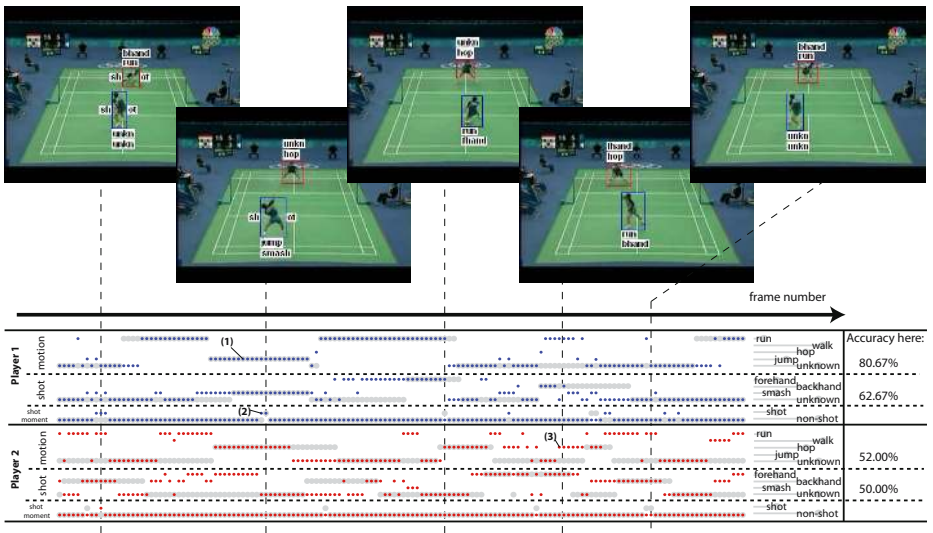 bhand
run
sh ot
sh ot
unkn
unkn
unkn
hop
sh ot
jump
smash
unkn
hop
run
fhand
fhand
hop
run
bhand
bhand
run
unkn
unkn
frame number
Accuracy here:
Player 1
motion
(1)
run
walk
hop
jump
unknown
80.67%
shot
forehand
backhand
smash
unknown
62.67%
shot
moment
(2)
shot
non-shot
Player 2
motion
(3)
run
walk
hop
jump
unknown
52.00%
shot
forehand
backhand
smash
unknown
50.00%
shot
moment
shot
non-shot